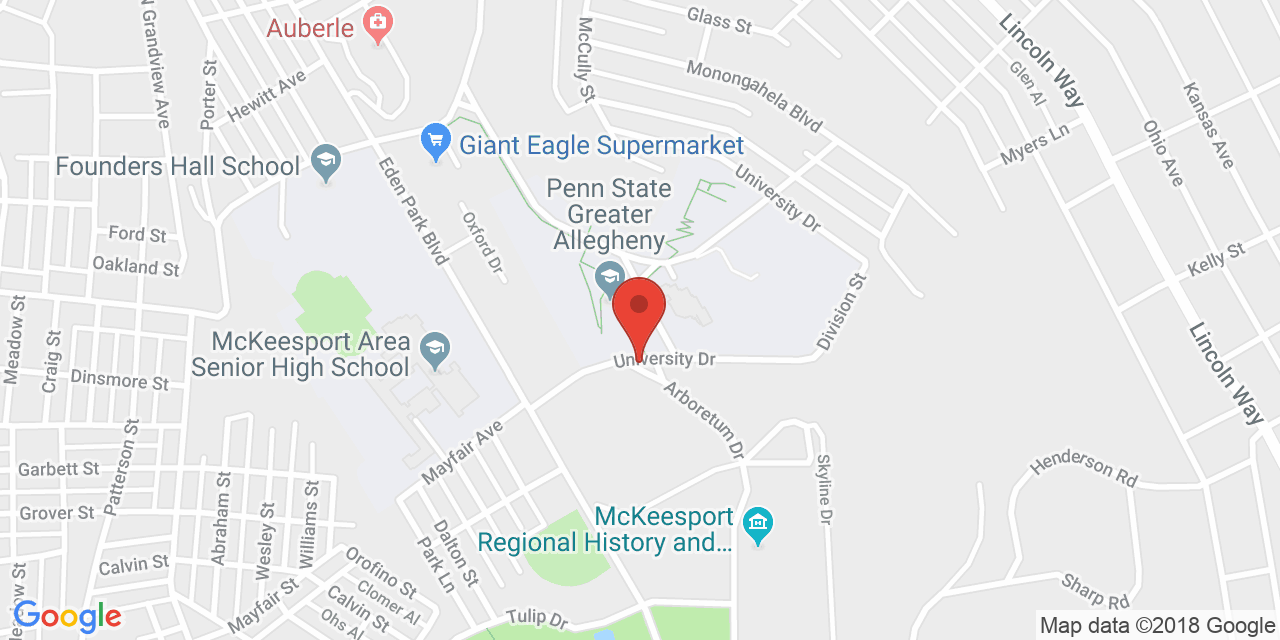 Auberle
N Grandview Ave
Porter St
Hewitt Ave
McCully St
Glass St
Monongahela Blvd
Lincoln Way
Glen Al
Myers Ln
Kansas Ave
Ohio Ave
Giant Eagle Supermarket
Founders Hall School
Eden Park Blvd
Oxford Dr
Penn State
Greater
Allegheny
University Dr
Ford St
Oakland St
Kelly St
Division St
Meadow St
Craig St
McKeesport Area
Senior High School
Dinsmore St
University Dr
Arboretum Dr
Lincoln Way
Mayfair Ave
Patterson St
Garbett St
Grover St
Abraham St
Wesley St
Williams St
Skyline Dr
Henderson Rd
McKeesport
Regional History and...
Dalton St
Park Ln
Calvin St
Orofino St
Clomer Al
Calvin St
Ohs Al
Mayfair St
Tulip Dr
Sharp Rd
Google
Map data ©2018 Google